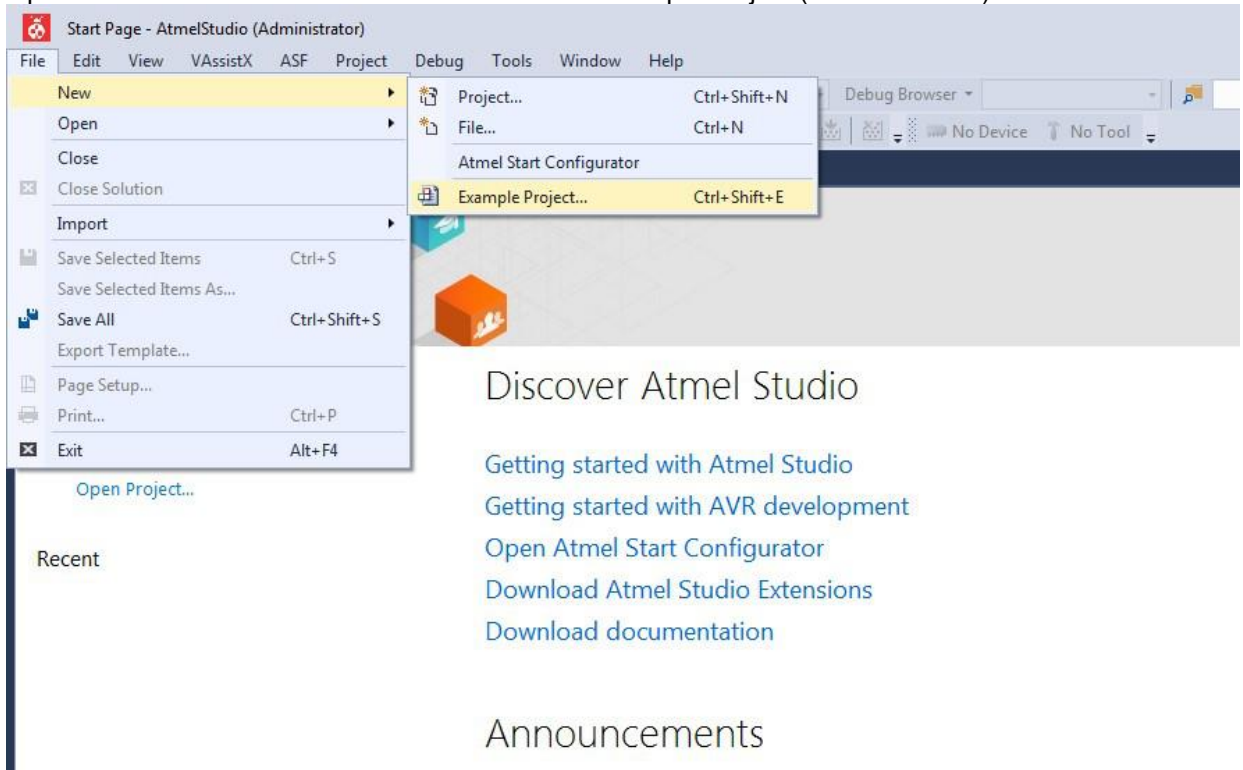 Start Page - AtmelStudio (Administrator)
File Edit View VAssistX ASF Project Debug Tools Window Help
New
Open
Close
Close Solution
Import
Save Selected Items Ctrl+S
Save Selected Items As...
Save All Ctrl+Shift+S
Export Template...
Page Setup...
Print... Ctrl+P
Exit Alt+F4
Project... Ctrl+Shift+N
File... Ctrl+N
Atmel Start Configurator
Example Project... Ctrl+Shift+E
Debug Browser
No Device No Tool
Open Project...
Recent
Discover Atmel Studio
Getting started with Atmel Studio
Getting started with AVR development
Open Atmel Start Configurator
Download Atmel Studio Extensions
Download documentation
Announcements